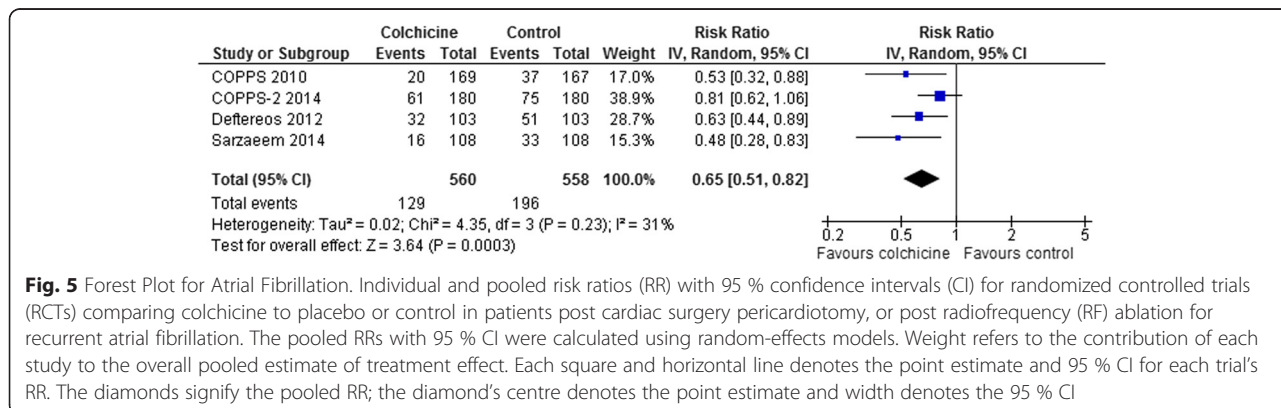 Colchicine Control Risk Ratio Risk Ratio
Study or Subgroup Events Total Events Total Weight IV, Random, 95% CI IV, Random, 95% CI
COPPS 2010 20 169 37 167 17.0% 0.53 [0.32, 0.88]
COPPS-2 2014 61 180 75 180 38.9% 0.81 [0.62, 1.06]
Deftereos 2012 32 103 51 103 28.7% 0.63 [0.44, 0.89]
Sarzaeem 2014 16 108 33 108 15.3% 0.48 [0.28, 0.83]
Total (95% CI) 560 558 100.0% 0.65 [0.51, 0.82]
Total events 129 196
Heterogeneity: Tau² = 0.02; Chi² = 4.35, df = 3 (P = 0.23); I² = 31%
Test for overall effect: Z = 3.64 (P = 0.0003)
0.2 0.5 1 2 5
Favours colchicine Favours control
Fig. 5 Forest Plot for Atrial Fibrillation. Individual and pooled risk ratios (RR) with 95 % confidence intervals (CI) for randomized controlled trials
(RCTs) comparing colchicine to placebo or control in patients post cardiac surgery pericardiotomy, or post radiofrequency (RF) ablation for
recurrent atrial fibrillation. The pooled RRs with 95 % CI were calculated using random-effects models. Weight refers to the contribution of each
study to the overall pooled estimate of treatment effect. Each square and horizontal line denotes the point estimate and 95 % CI for each trial's
RR. The diamonds signify the pooled RR; the diamond's centre denotes the point estimate and width denotes the 95 % CI